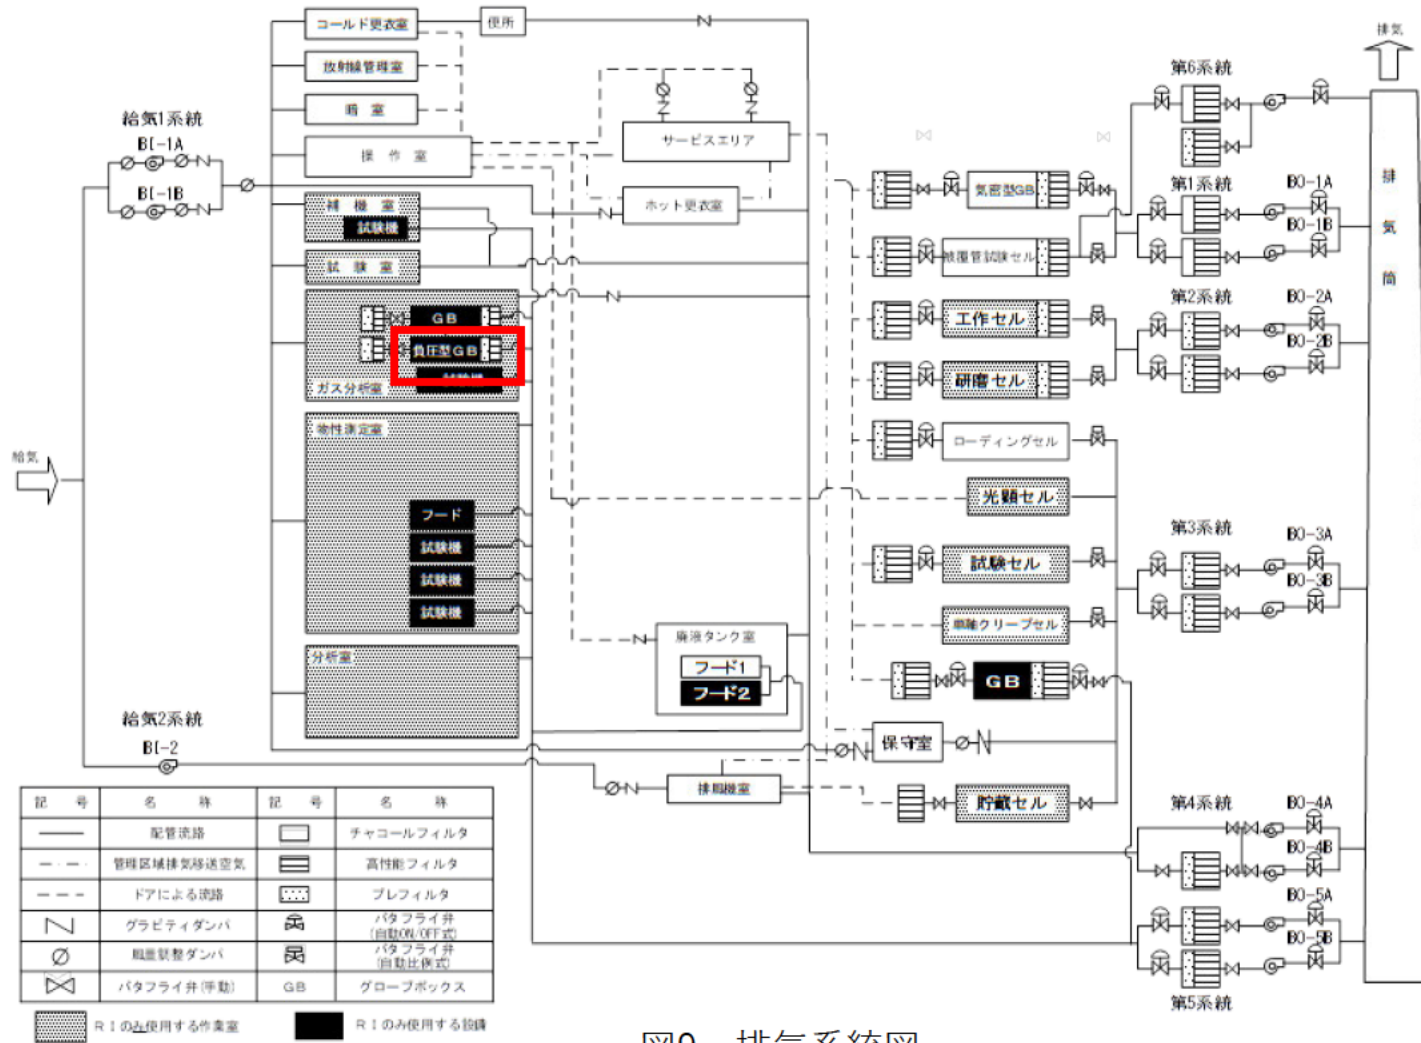 コールド更衣室
便所
排気
放射線管理室
第6系統
暗室
給気1系統
BI-1A
サービスエリア
操作室
BI-1B
気密型GB
第1系統
BO-1A
排気筒
補機室
試験機
ホット更衣室
BO-1B
被覆管試験セル
試験室
第2系統
BO-2A
GB
工作セル
BO-2B
負圧型GB
試験機
ガス分析室
研磨セル
物性測定室
ローディングセル
給気
光顕セル
フード
第3系統
BO-3A
試験機
試験セル
BO-3B
試験機
試験機
単軸クリープセル
廃液タンク室
分析室
フード1
フード2
GB
給気2系統
保守室
BI-2
排風機室
貯蔵セル
第4系統
BO-4A
BO-4B
BO-5A
BO-5B
第5系統
記号 名称 記号 名称
配管流路 チャコールフィルタ
管理区域排気移送空気 高性能フィルタ
ドアによる流路 プレフィルタ
グラビティダンパ バタフライ弁(自動ON/OFF式)
風量調整ダンパ バタフライ弁(自動比例式)
バタフライ弁(手動) GB グローブボックス
RIのみ使用する作業室 RIのみ使用する設備
図9 排気系統図